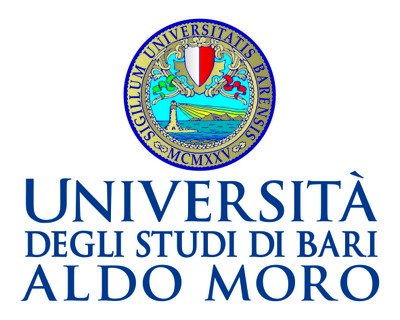 SIGILLUM UNIVERSITATIS BARENSIS
MCMXXV
UNIVERSITÀ
DEGLI STUDI DI BARI
ALDO MORO